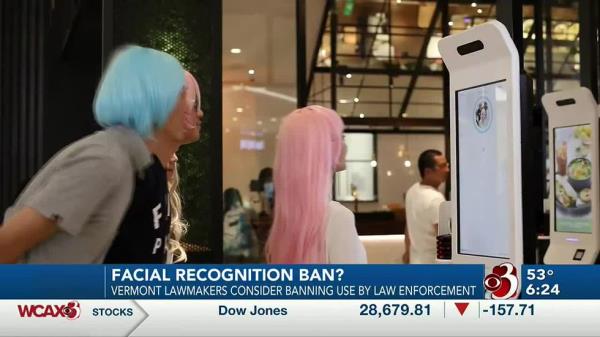 F
P
FACIAL RECOGNITION BAN?
VERMONT LAWMAKERS CONSIDER BANNING USE BY LAW ENFORCEMENT
3
53°
6:24
WCAX3 STOCKS Dow Jones 28,679.81 -157.71